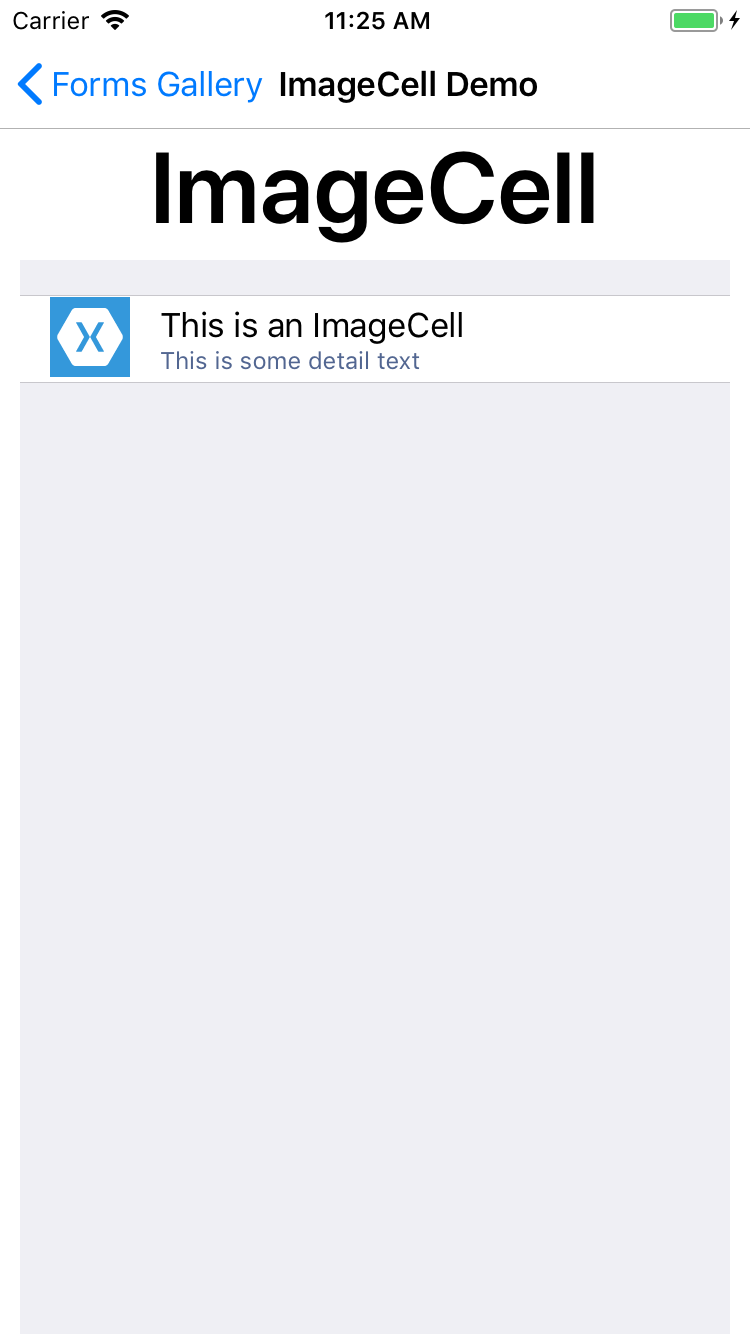 Carrier 11:25 AM
Forms Gallery ImageCell Demo
ImageCell
This is an ImageCell
This is some detail text